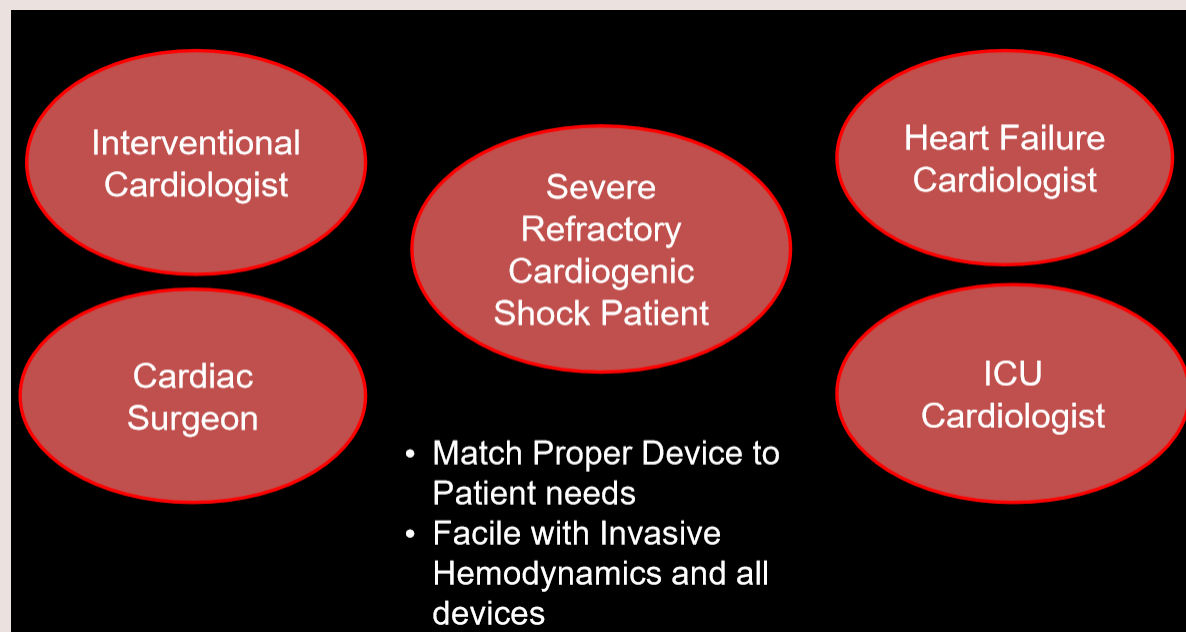 Interventional
Cardiologist
Cardiac
Surgeon
Severe
Refractory
Cardiogenic
Shock Patient
• Match Proper Device to
Patient needs
• Facile with Invasive
Hemodynamics and all
devices
Heart Failure
Cardiologist
ICU
Cardiologist